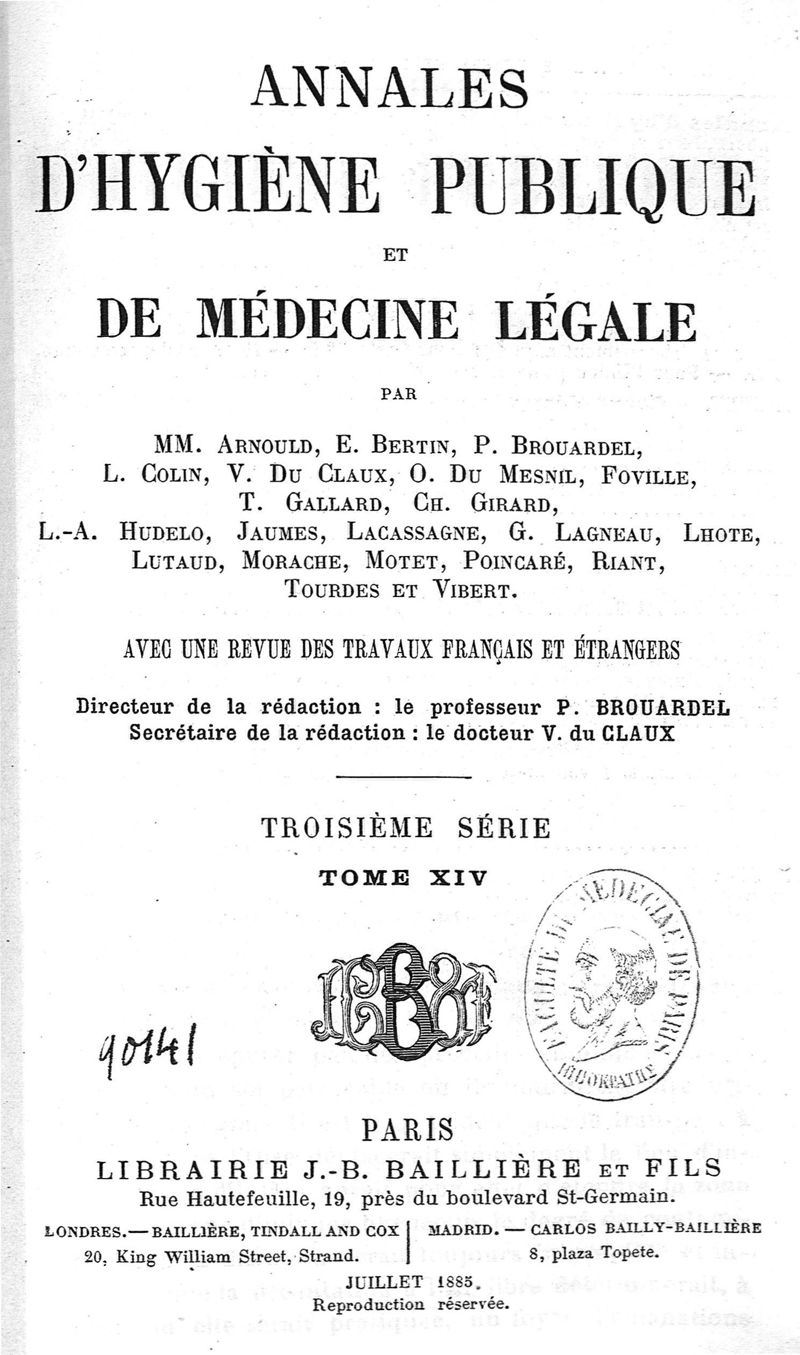 ANNALES
D'HYGIÈNE PUBLIQUE
ET
DE MÉDECINE LÉGALE
PAR
MM. ARNOULD, E. BERTIN, P. BROUARDEL,
L. COLIN, V. DU CLAUX, O. DU MESNIL, FOVILLE,
T. GALLARD, CH. GIRARD,
L.-A. HUDELO, JAUMES, LACASSAGNE, G. LAGNEAU, LHOTE,
LUTAUD, MORACHE, MOTET, POINCARÉ, RIANT,
TOURDES ET VIBERT.
AVEC UNE REVUE DES TRAVAUX FRANÇAIS ET ÉTRANGERS
Directeur de la rédaction : le professeur P. BROUARDEL
Secrétaire de la rédaction : le docteur V. du CLAUX
TROISIÈME SÉRIE
TOME XIV
FACULTÉ DE MÉDECINE DE PARIS
90141
PARIS
LIBRAIRIE J.-B. BAILLIÈRE ET FILS
Rue Hautefeuille, 19, près du boulevard St-Germain.
LONDRES.— BAILLIÈRE, TINDALL AND COX
20, King William Street, Strand.
MADRID. — CARLOS BAILLY-BAILLIÈRE
8, plaza Topete.
JUILLET 1885.
Reproduction réservée.